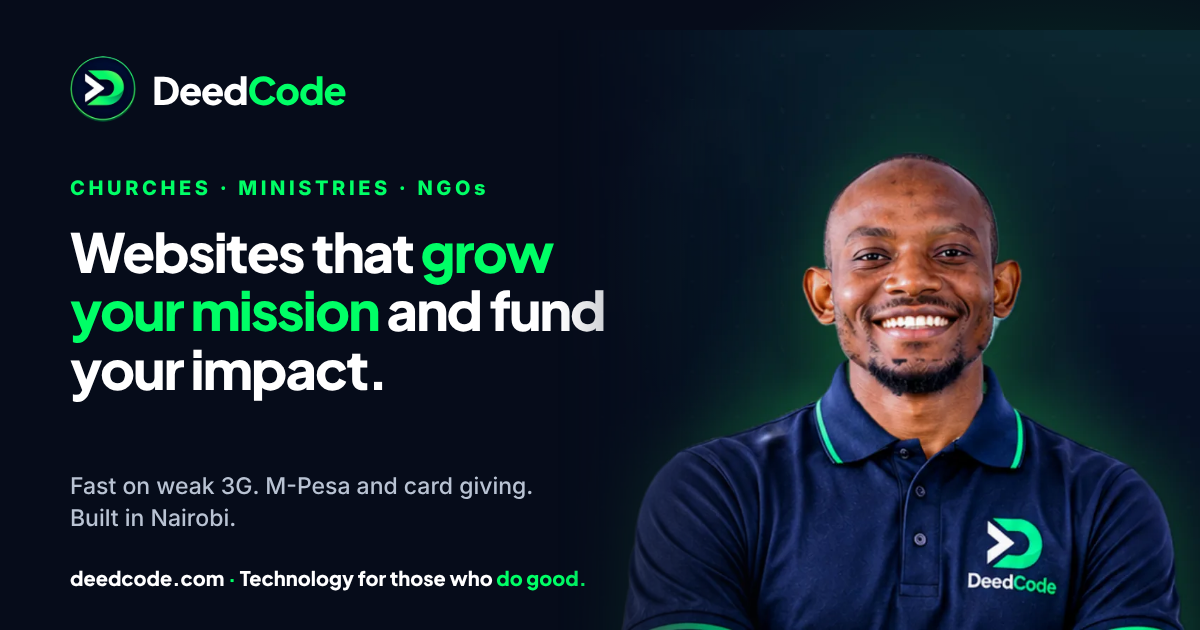 DeedCode
CHURCHES · MINISTRIES · NGOs
Websites that grow
your mission and fund
your impact.
Fast on weak 3G. M-Pesa and card giving.
Built in Nairobi.
deedcode.com · Technology for those who do good.
DeedCode